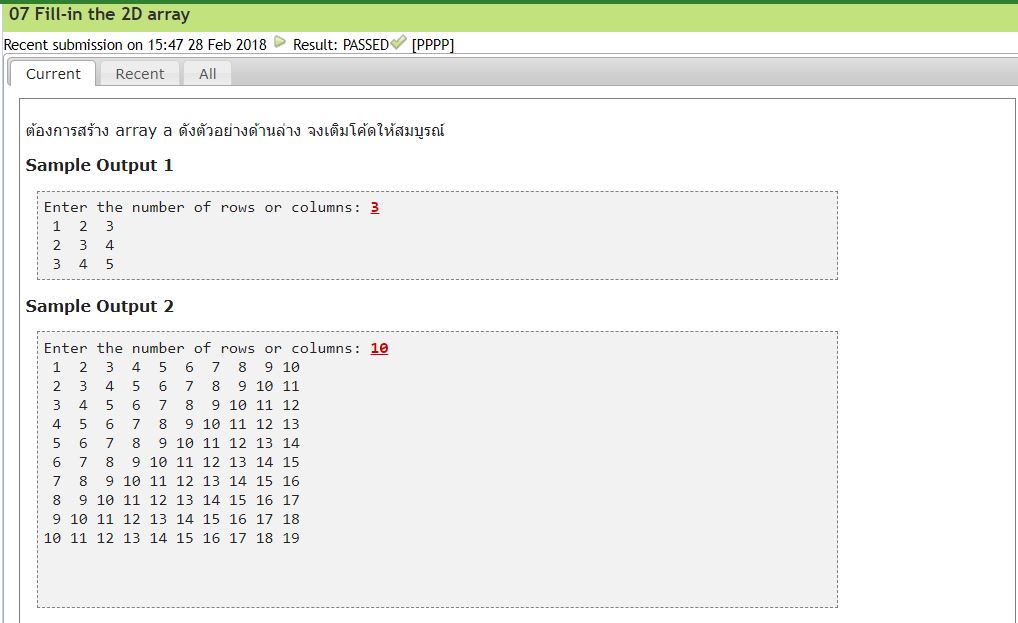 07 Fill-in the 2D array
Recent submission on 15:47 28 Feb 2018 Result: PASSED [PPPP]
Current Recent All
ต้องการสร้าง array a ดังตัวอย่างด้านล่าง จงเติมโค้ดให้สมบูรณ์
Sample Output 1
Enter the number of rows or columns: 3
1 2 3
2 3 4
3 4 5
Sample Output 2
Enter the number of rows or columns: 10
1 2 3 4 5 6 7 8 9 10
2 3 4 5 6 7 8 9 10 11
3 4 5 6 7 8 9 10 11 12
4 5 6 7 8 9 10 11 12 13
5 6 7 8 9 10 11 12 13 14
6 7 8 9 10 11 12 13 14 15
7 8 9 10 11 12 13 14 15 16
8 9 10 11 12 13 14 15 16 17
9 10 11 12 13 14 15 16 17 18
10 11 12 13 14 15 16 17 18 19